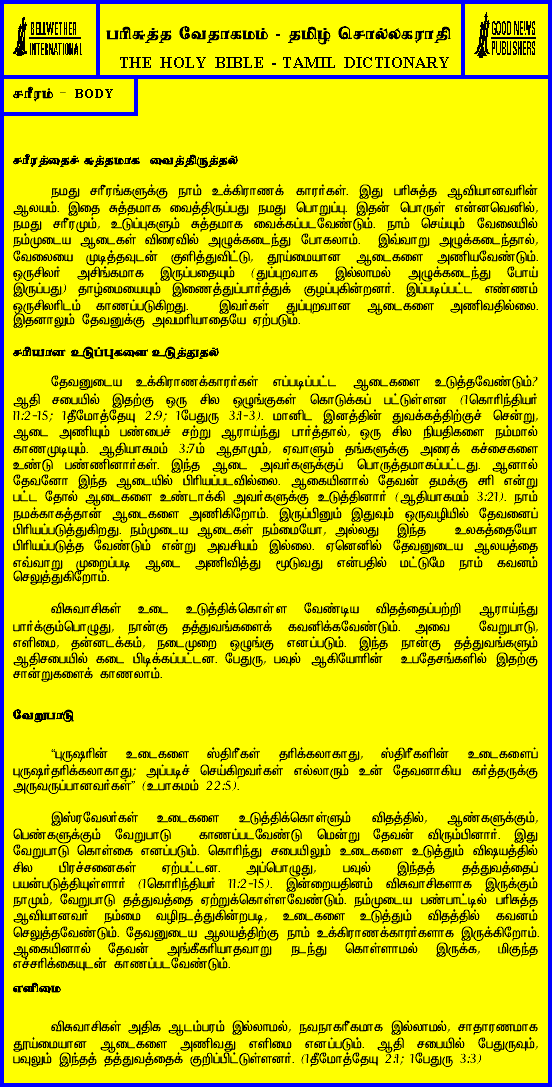 BELLWETHER
INTERNATIONAL
பரிசுத்த வேதாகமம் - தமிழ் சொல்லகராதி
THE HOLY BIBLE - TAMIL DICTIONARY
GOOD NEWS
PUBLISHERS
சரீரம் - BODY
சரீரத்தைச் சுத்தமாக வைத்திருத்தல்
நமது சரீரங்களுக்கு நாம் உக்கிராணக் காரர்கள். இது பரிசுத்த ஆவியானவரின்
ஆலயம். இதை சுத்தமாக வைத்திருப்பது நமது பொறுப்பு. இதன் பொருள் என்னவெனில்,
நமது சரீரமும், உடுப்புகளும் சுத்தமாக வைக்கப்படவேண்டும். நாம் செய்யும் வேலையில்
நம்முடைய ஆடைகள் விரைவில் அழுக்கடைந்து போகலாம். இவ்வாறு அழுக்கடைந்தால்,
வேலையை முடித்தவுடன் குளித்துவிட்டு, தூய்மையான ஆடைகளை அணியவேண்டும்.
ஒருசிலர் அசிங்கமாக இருப்பதையும் (துப்புறவாக இல்லாமல் அழுக்கடைந்து போய்
இருப்பது) தாழ்மையையும் இணைத்துப்பார்த்துக் குழப்புகின்றனர். இப்படிப்பட்ட எண்ணம்
ஒருசிலரிடம் காணப்படுகிறது. இவர்கள் துப்புறவான ஆடைகளை அணிவதில்லை.
இதனாலும் தேவனுக்கு அவமரியாதையே ஏற்படும்.
சரியான உடுப்புகளை உடுத்துதல்
தேவனுடைய உக்கிராணக்காரர்கள் எப்படிப்பட்ட ஆடைகளை உடுத்தவேண்டும்?
ஆதி சபையில் இதற்கு ஒரு சில ஒழுங்குகள் கொடுக்கப் பட்டுள்ளன (1கொரிந்தியர்
11:2-15; 1தீமோத்தேயு 2:9; 1பேதுரு 3:1-3). மானிட இனத்தின் துவக்கத்திற்குச் சென்று,
ஆடை அணியும் பண்பைச் சற்று ஆராய்ந்து பார்த்தால், ஒரு சில நியதிகளை நம்மால்
காணமுடியும். ஆதியாகமம் 3:7ம் ஆதாமும், ஏவாளும் தங்களுக்கு அரைக் கச்சைகளை
உண்டு பண்ணினார்கள். இந்த ஆடை அவர்களுக்குப் பொருத்தமாகப்பட்டது. ஆனால்
தேவனோ இந்த ஆடையில் பிரியப்படவில்லை. ஆகையினால் தேவன் தமக்கு சரி என்று
பட்ட தோல் ஆடைகளை உண்டாக்கி அவர்களுக்கு உடுத்தினார் (ஆதியாகமம் 3:21). நாம்
நமக்காகத்தான் ஆடைகளை அணிகிறோம். இருப்பினும் இதுவும் ஒருவழியில் தேவனைப்
பிரியப்படுத்துகிறது. நம்முடைய ஆடைகள் நம்மையோ, அல்லது இந்த உலகத்தையோ
பிரியப்படுத்த வேண்டும் என்று அவசியம் இல்லை. ஏனெனில் தேவனுடைய ஆலயத்தை
எவ்வாறு முறைப்படி ஆடை அணிவித்து மூடுவது என்பதில் மட்டுமே நாம் கவனம்
செலுத்துகிறோம்.
விசுவாசிகள் உடை உடுத்திக்கொள்ள வேண்டிய விதத்தைப்பற்றி ஆராய்ந்து
பார்க்கும்பொழுது, நான்கு தத்துவங்களைக் கவனிக்கவேண்டும். அவை வேறுபாடு,
எளிமை, தன்னடக்கம், நடைமுறை ஒழுங்கு எனப்படும். இந்த நான்கு தத்துவங்களும்
ஆதிசபையில் கடை பிடிக்கப்பட்டன. பேதுரு, பவுல் ஆகியோரின் உபதேசங்களில் இதற்கு
சான்றுகளைக் காணலாம்.
வேறுபாடு
“புருஷரின் உடைகளை ஸ்திரீகள் தரிக்கலாகாது, ஸ்திரீகளின் உடைகளைப்
புருஷர்தரிக்கலாகாது; அப்படிச் செய்கிறவர்கள் எல்லாரும் உன் தேவனாகிய கர்த்தருக்கு
அருவருப்பானவர்கள்” (உபாகமம் 22:5).
இஸ்ரவேலர்கள் உடைகளை உடுத்திக்கொள்ளும் விதத்தில், ஆண்களுக்கும்,
பெண்களுக்கும் வேறுபாடு காணப்படவேண்டு மென்று தேவன் விரும்பினார். இது
வேறுபாடு கொள்கை எனப்படும். கொரிந்து சபையிலும் உடைகளை உடுத்தும் விஷயத்தில்
சில பிரச்சனைகள் ஏற்பட்டன. அப்பொழுது, பவுல் இந்தத் தத்துவத்தைப்
பயன்படுத்தியுள்ளார் (1கொரிந்தியர் 11:2-15). இன்றையதினம் விசுவாசிகளாக இருக்கும்
நாமும், வேறுபாடு தத்துவத்தை ஏற்றுக்கொள்ளவேண்டும். நம்முடைய பண்பாட்டில் பரிசுத்த
ஆவியானவர் நம்மை வழிநடத்துகின்றபடி, உடைகளை உடுத்தும் விதத்தில் கவனம்
செலுத்தவேண்டும். தேவனுடைய ஆலயத்திற்கு நாம் உக்கிராணக்காரர்களாக இருக்கிறோம்.
ஆகையினால் தேவன் அங்கீகரியாதவாறு நடந்து கொள்ளாமல் இருக்க, மிகுந்த
எச்சரிக்கையுடன் காணப்படவேண்டும்.
எளிமை
விசுவாசிகள் அதிக ஆடம்பரம் இல்லாமல், நவநாகரீகமாக இல்லாமல், சாதாரணமாக
தூய்மையான ஆடைகளை அணிவது எளிமை எனப்படும். ஆதி சபையில் பேதுருவும்,
பவுலும் இந்தத் தத்துவத்தைக் குறிப்பிட்டுள்ளனர். (1தீமோத்தேயு 2:1; 1பேதுரு 3:3)